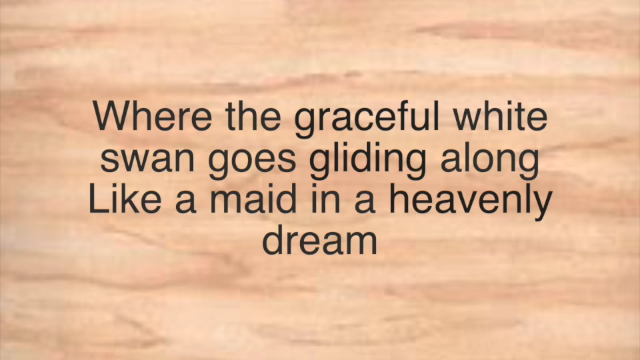 Where the graceful white
swan goes gliding along
Like a maid in a heavenly
dream